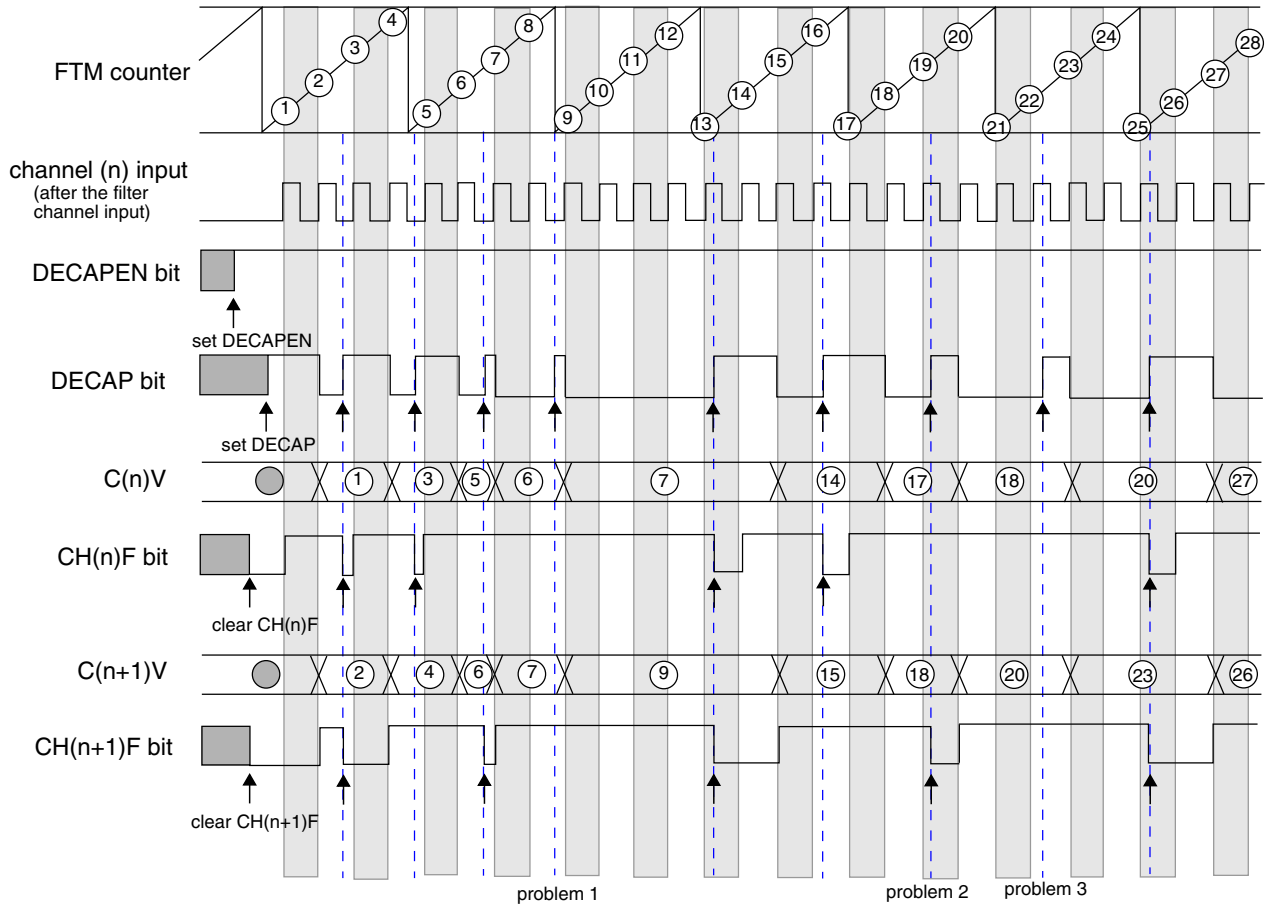 4
8
12
16
20
24
28
3
7
11
15
19
23
27
FTM counter
2
6
10
14
18
22
26
1
5
9
13
17
21
25
channel (n) input
(after the filter
channel input)
DECAPEN bit
set DECAPEN
DECAP bit
set DECAP
C(n)V
1
3
5
6
7
14
17
18
20
27
CH(n)F bit
clear CH(n)F
C(n+1)V
2
4
6
7
9
15
18
20
23
26
CH(n+1)F bit
clear CH(n+1)F
problem 1
problem 2
problem 3